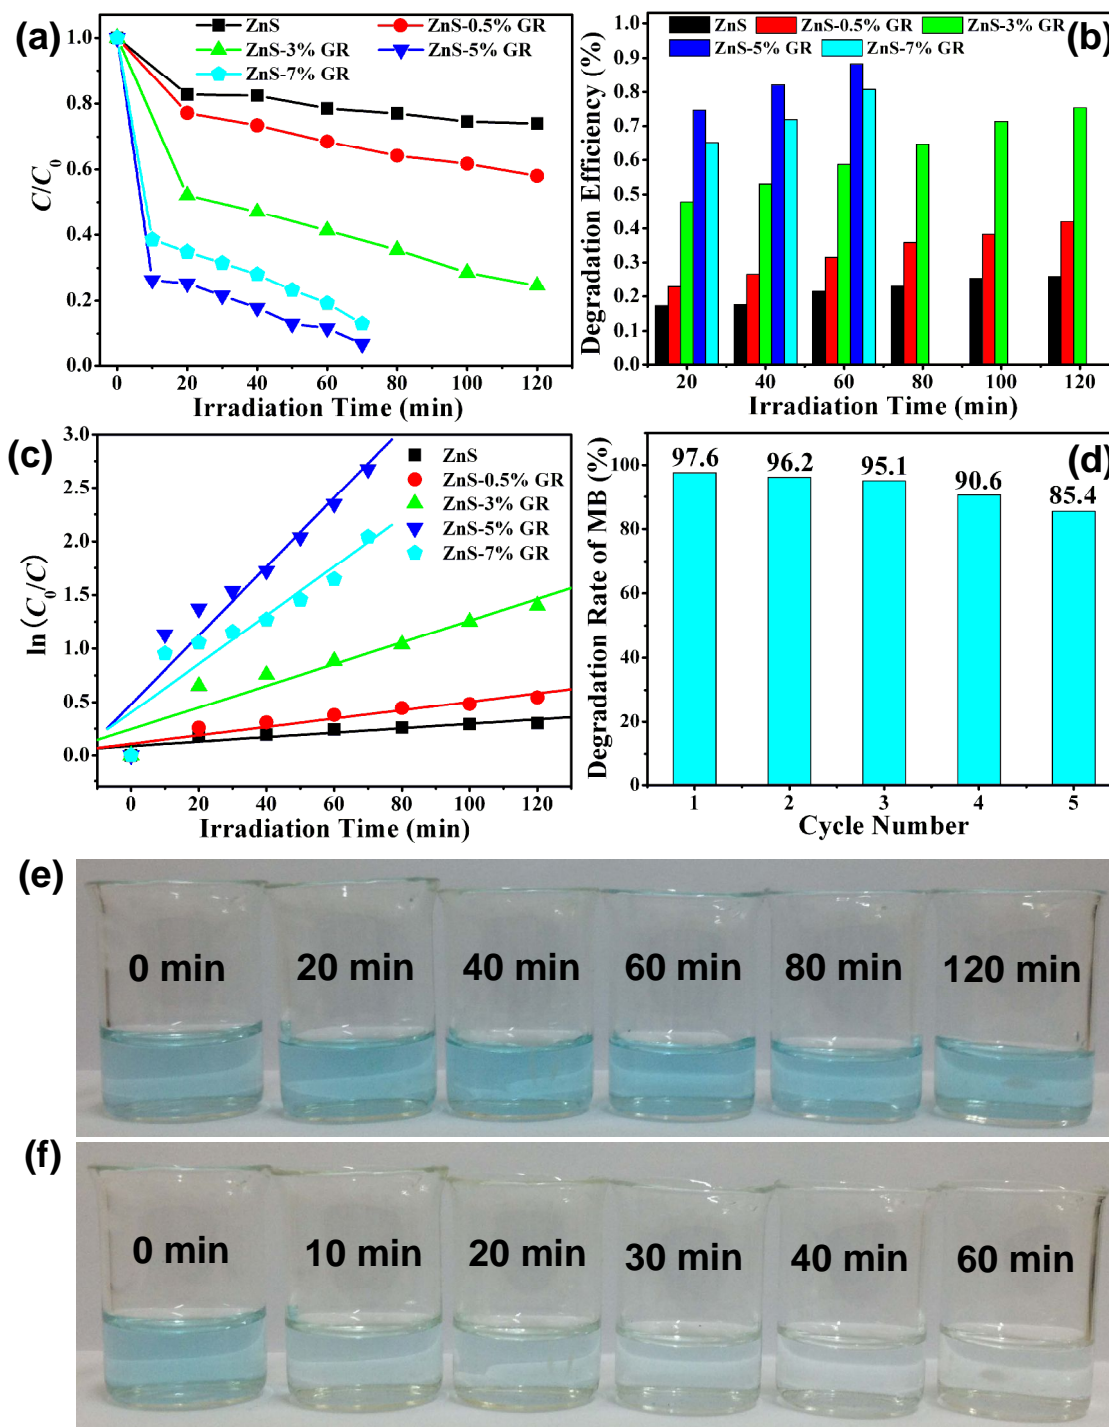 (a)
ZnS
ZnS-0.5% GR
ZnS-3% GR
ZnS-5% GR
ZnS-7% GR
1.0
0.8
0.6
0.4
0.2
0.0
C/C0
0 20 40 60 80 100 120
Irradiation Time (min)
(b)
ZnS
ZnS-0.5% GR
ZnS-3% GR
ZnS-5% GR
ZnS-7% GR
1.0
0.9
0.8
0.7
0.6
0.5
0.4
0.3
0.2
0.1
0.0
Degradation Efficiency (%)
20 40 60 80 100 120
Irradiation Time (min)
(c)
ZnS
ZnS-0.5% GR
ZnS-3% GR
ZnS-5% GR
ZnS-7% GR
3.0
2.5
2.0
1.5
1.0
0.5
0.0
ln(C0/C)
0 20 40 60 80 100 120
Irradiation Time (min)
(d)
97.6 96.2 95.1 90.6 85.4
100
80
60
40
20
0
Degradation Rate of MB (%)
1 2 3 4 5
Cycle Number
(e)
0 min 20 min 40 min 60 min 80 min 120 min
(f)
0 min 10 min 20 min 30 min 40 min 60 min